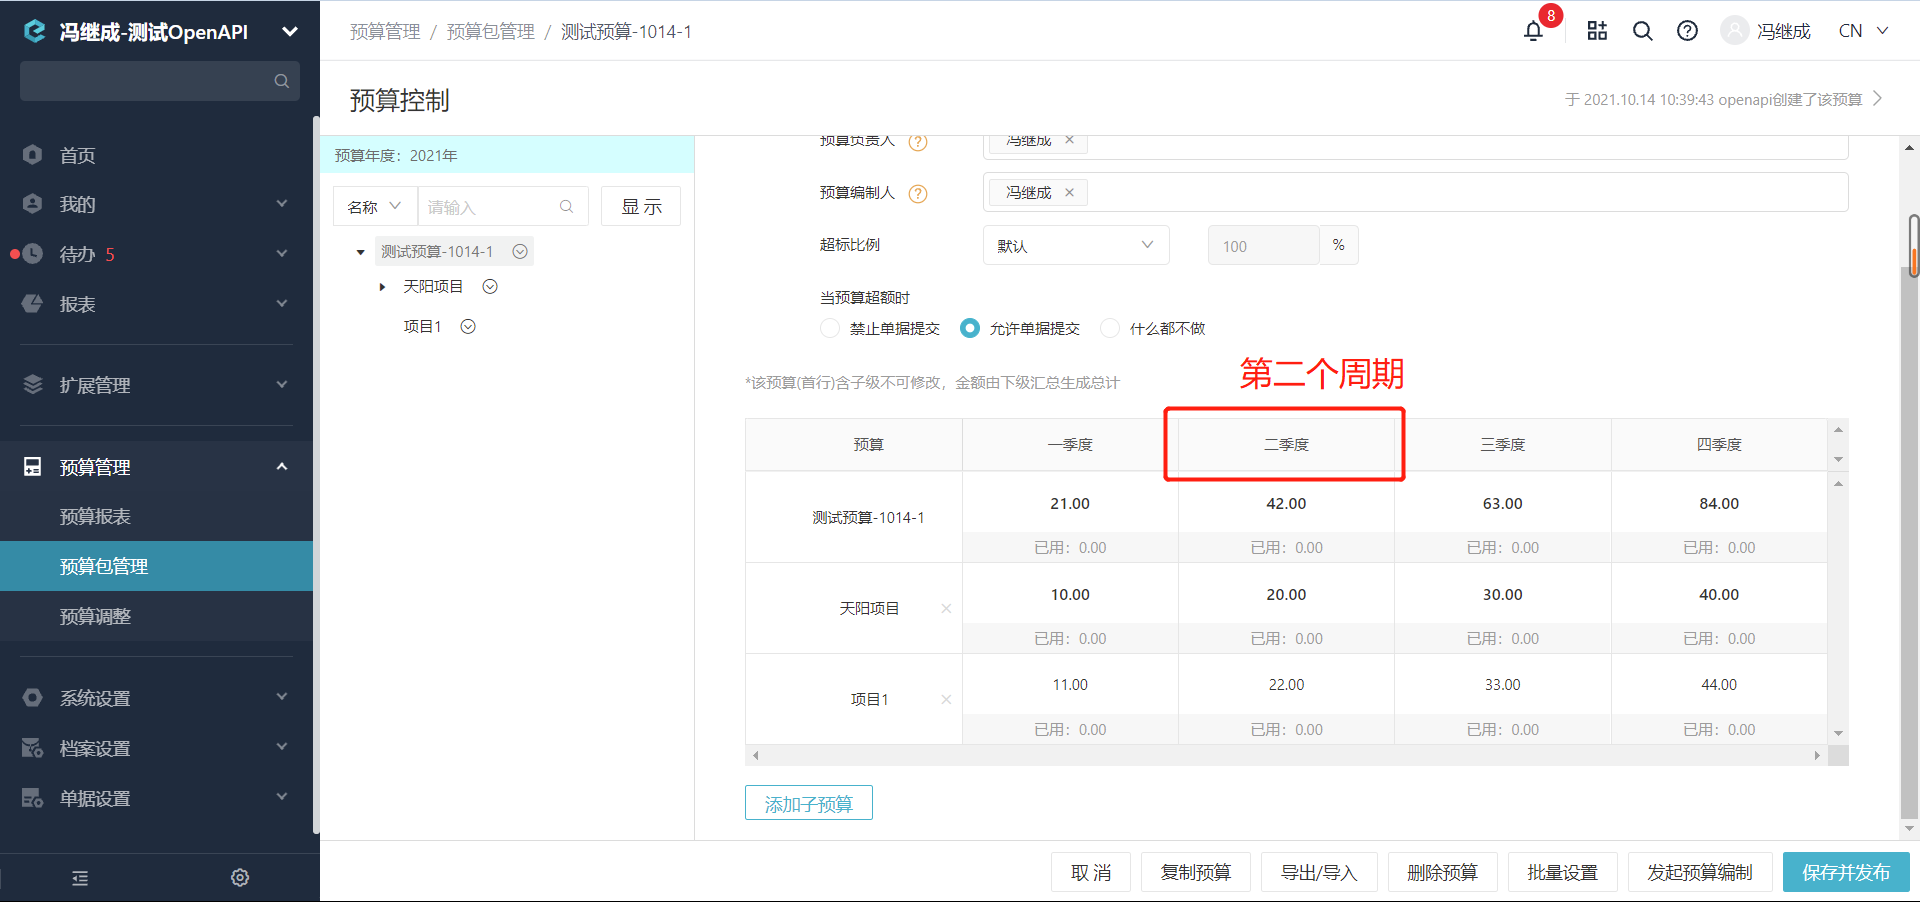 冯继成-测试OpenAPI
预算管理 / 预算包管理 / 测试预算-1014-1
8
冯继成
CN
首页
我的
待办 5
报表
扩展管理
预算管理
预算报表
预算包管理
预算调整
系统设置
档案设置
单据设置
预算控制
于 2021.10.14 10:39:43 openapi创建了该预算
预算年度：2021年
名称
请输入
显 示
测试预算-1014-1
天阳项目
项目1
预算负责人 ?
冯继成 ×
预算编制人 ?
冯继成 ×
超标比例
默认
100 %
当预算超额时
禁止单据提交 允许单据提交 什么都不做
第二个周期
*该预算(首行)含子级不可修改，金额由下级汇总生成总计
预算 一季度 二季度 三季度 四季度
测试预算-1014-1 21.00 42.00 63.00 84.00
已用：0.00 已用：0.00 已用：0.00 已用：0.00
天阳项目 × 10.00 20.00 30.00 40.00
已用：0.00 已用：0.00 已用：0.00 已用：0.00
项目1 × 11.00 22.00 33.00 44.00
已用：0.00 已用：0.00 已用：0.00 已用：0.00
添加子预算
取 消 复制预算 导出/导入 删除预算 批量设置 发起预算编制 保存并发布